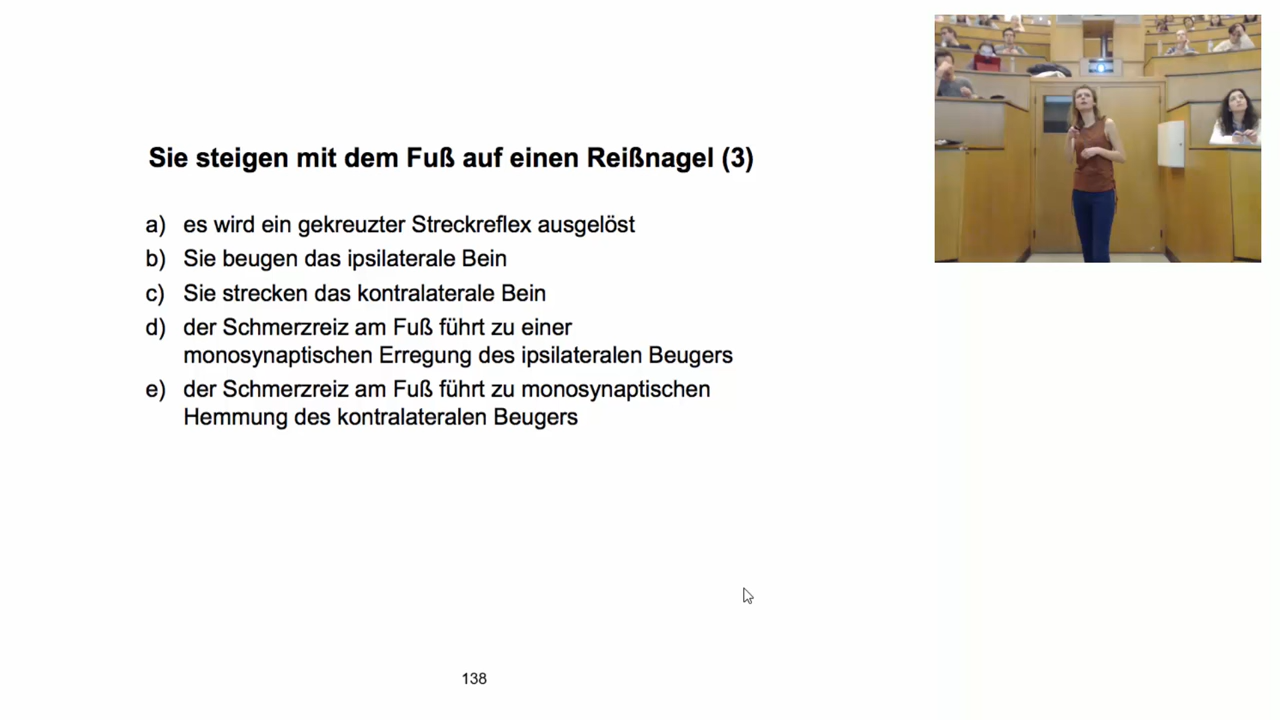 Sie steigen mit dem Fuß auf einen Reißnagel (3)
a) es wird ein gekreuzter Streckreflex ausgelöst
b) Sie beugen das ipsilaterale Bein
c) Sie strecken das kontralaterale Bein
d) der Schmerzreiz am Fuß führt zu einer
monosynaptischen Erregung des ipsilateralen Beugers
e) der Schmerzreiz am Fuß führt zu monosynaptischen
Hemmung des kontralateralen Beugers
138